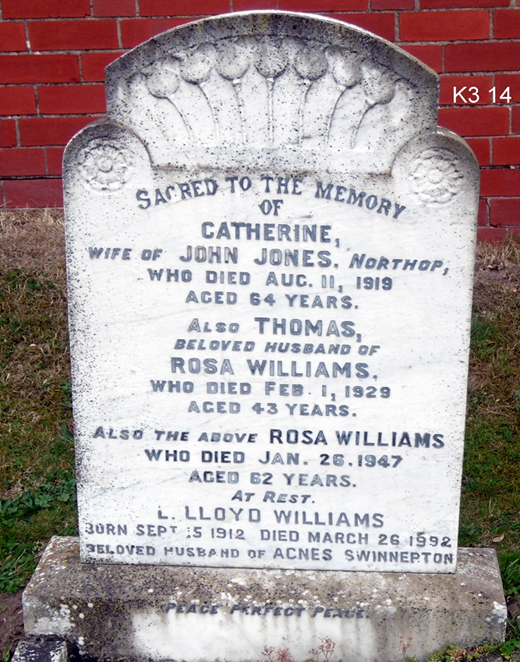 K3 14
SACRED TO THE MEMORY
OF
CATHERINE,
WIFE OF JOHN JONES. NORTHOP,
WHO DIED AUG. 11, 1919
AGED 64 YEARS.
ALSO THOMAS,
BELOVED HUSBAND OF
ROSA WILLIAMS.
WHO DIED FEB. 1, 1929
AGED 43 YEARS.
ALSO THE ABOVE ROSA WILLIAMS
WHO DIED JAN. 26. 1947
AGED 62 YEARS.
AT REST.
L. LLOYD WILLIAMS
BORN SEPT 15 1912 DIED MARCH 26 1992
BELOVED HUSBAND OF AGNES SWINNERTON
PEACE PERFECT PEACE.